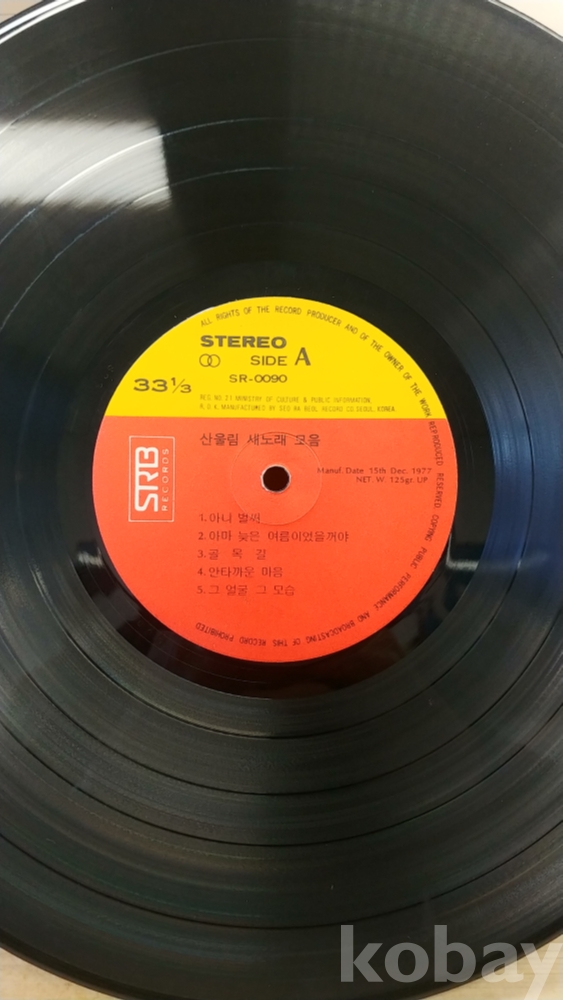 ALL RIGHTS OF THE RECORD PRODUCER AND OF THE OWNER OF THE WORK REPRODUCED RESERVED. COPYING PUBLIC PERFORMANCE AND BROADCASTING OF THIS RECORD PROHIBITED
STEREO
SIDE A
33 1/3
SR-0090
REG NO 21 MINISTRY OF CULTURE & PUBLIC INFORMATION.
R.O.K. MANUFACTURED BY SEO RA BEOL RECORD CO. SEOUL, KOREA
산울림 새노래 모음
SRB
RECORDS
Manuf. Date 15th Dec. 1977
NET. W. 125gr. UP
1. 아니 벌써
2. 아마 늦은 여름이었을꺼야
3. 골 목 길
4. 안타까운 마음
5. 그 얼굴 그 모습
kobay